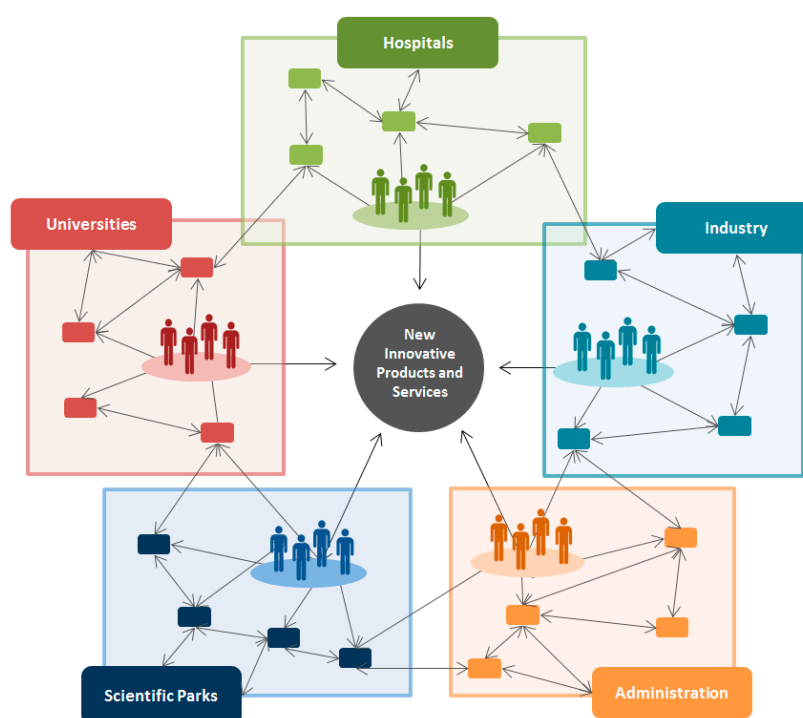 Hospitals
Universities
Industry
New
Innovative
Products and
Services
Scientific Parks
Administration